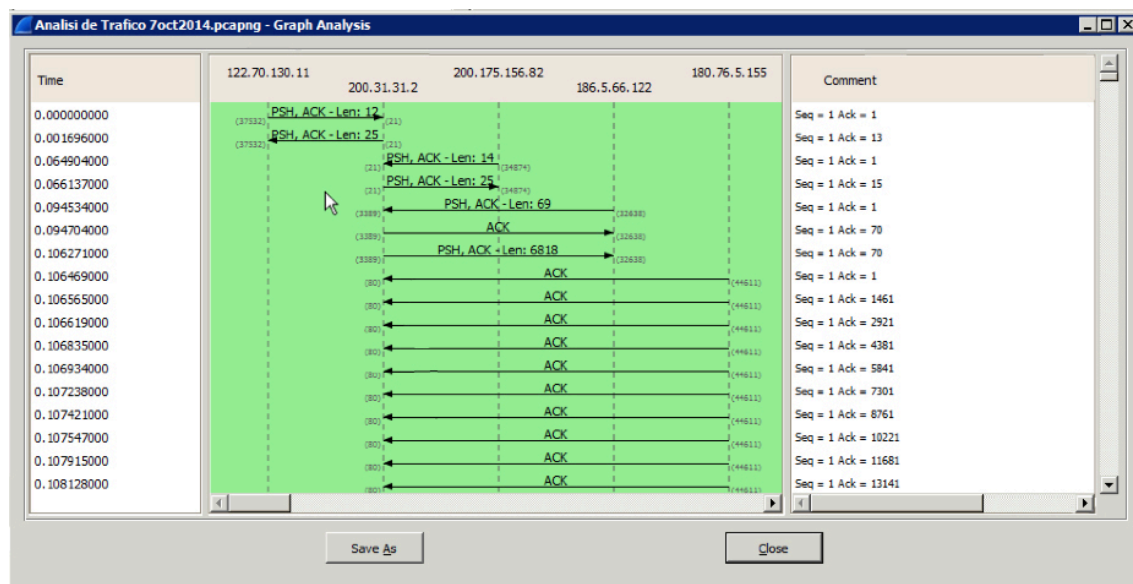 Analisi de Trafico 7oct2014.pcapng - Graph Analysis
Time 122.70.130.11 200.31.31.2 200.175.156.82 186.5.66.122 180.76.5.155 Comment
0.000000000 PSH, ACK - Len: 12 (37532) (21) Seq = 1 Ack = 1
0.001696000 PSH, ACK - Len: 25 (37532) (21) Seq = 1 Ack = 13
0.064904000 PSH, ACK - Len: 14 (21) (34874) Seq = 1 Ack = 1
0.066137000 PSH, ACK - Len: 25 (21) (34874) Seq = 1 Ack = 15
0.094534000 PSH, ACK - Len: 69 (3389) (32638) Seq = 1 Ack = 1
0.094704000 ACK (3389) (32638) Seq = 1 Ack = 70
0.106271000 PSH, ACK - Len: 6818 (3389) (32638) Seq = 1 Ack = 70
0.106469000 ACK (80) (44611) Seq = 1 Ack = 1
0.106565000 ACK (80) (44611) Seq = 1 Ack = 1461
0.106619000 ACK (80) (44611) Seq = 1 Ack = 2921
0.106835000 ACK (80) (44611) Seq = 1 Ack = 4381
0.106934000 ACK (80) (44611) Seq = 1 Ack = 5841
0.107238000 ACK (80) (44611) Seq = 1 Ack = 7301
0.107421000 ACK (80) (44611) Seq = 1 Ack = 8761
0.107547000 ACK (80) (44611) Seq = 1 Ack = 10221
0.107915000 ACK (80) (44611) Seq = 1 Ack = 11681
0.108128000 ACK (80) (44611) Seq = 1 Ack = 13141
Save As Close